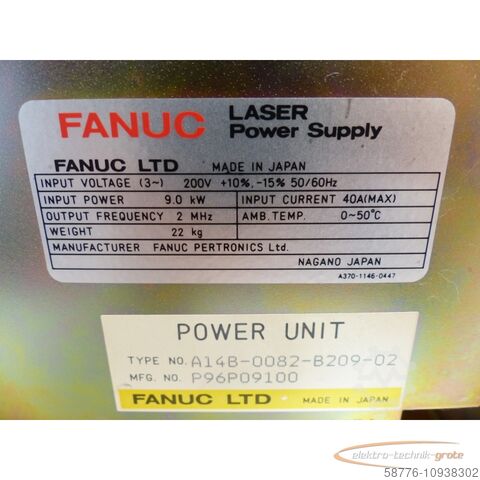 FANUC LASER
Power Supply
FANUC LTD MADE IN JAPAN
INPUT VOLTAGE (3~) 200V +10%,-15% 50/60Hz
INPUT POWER 9.0 kW INPUT CURRENT 40A(MAX)
OUTPUT FREQUENCY 2 MHz AMB.TEMP. 0~50°C
WEIGHT 22 kg
MANUFACTURER FANUC PERTRONICS Ltd.
NAGANO JAPAN
A370-1146-0447
POWER UNIT
TYPE NO. A14B-0082-B209-02
MFG. NO. P96P09100
FANUC LTD MADE IN JAPAN
elektro-technik-grote
58776-10938302